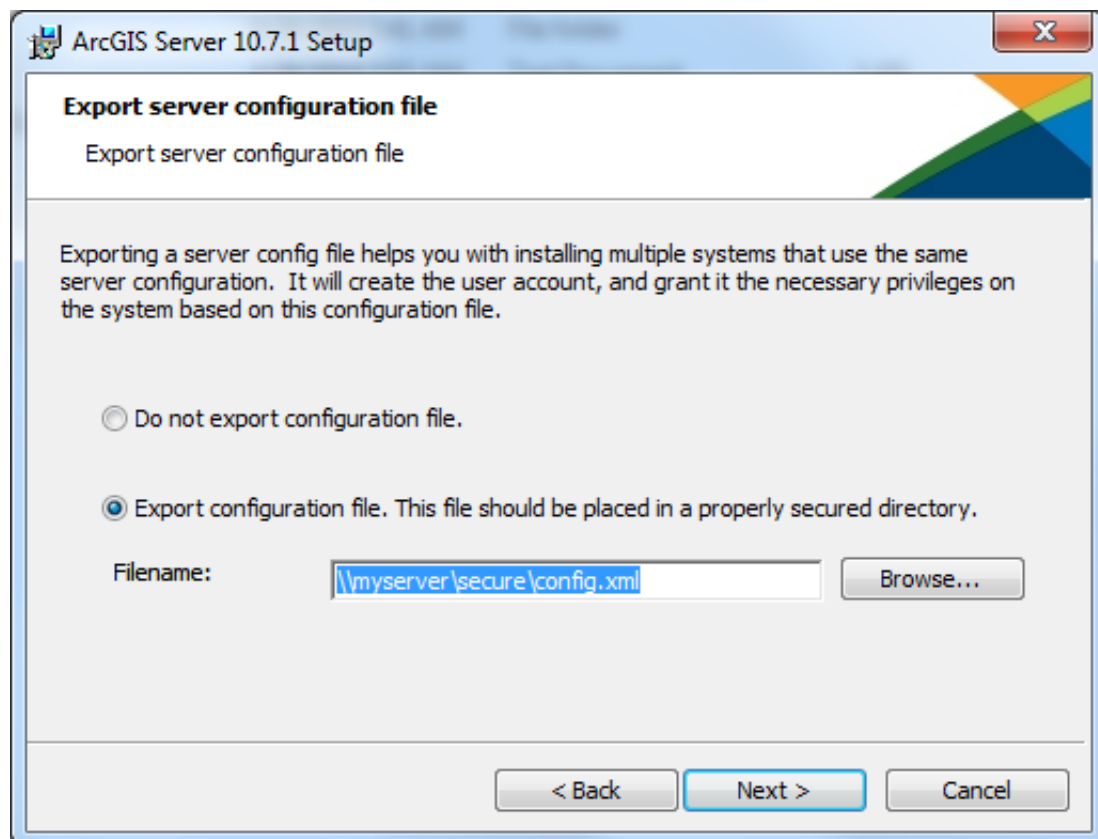 ArcGIS Server 10.7.1 Setup
Export server configuration file
Export server configuration file
Exporting a server config file helps you with installing multiple systems that use the same
server configuration.  It will create the user account, and grant it the necessary privileges on
the system based on this configuration file.
Do not export configuration file.
Export configuration file. This file should be placed in a properly secured directory.
Filename:
\\myserver\secure\config.xml
Browse...
< Back
Next >
Cancel